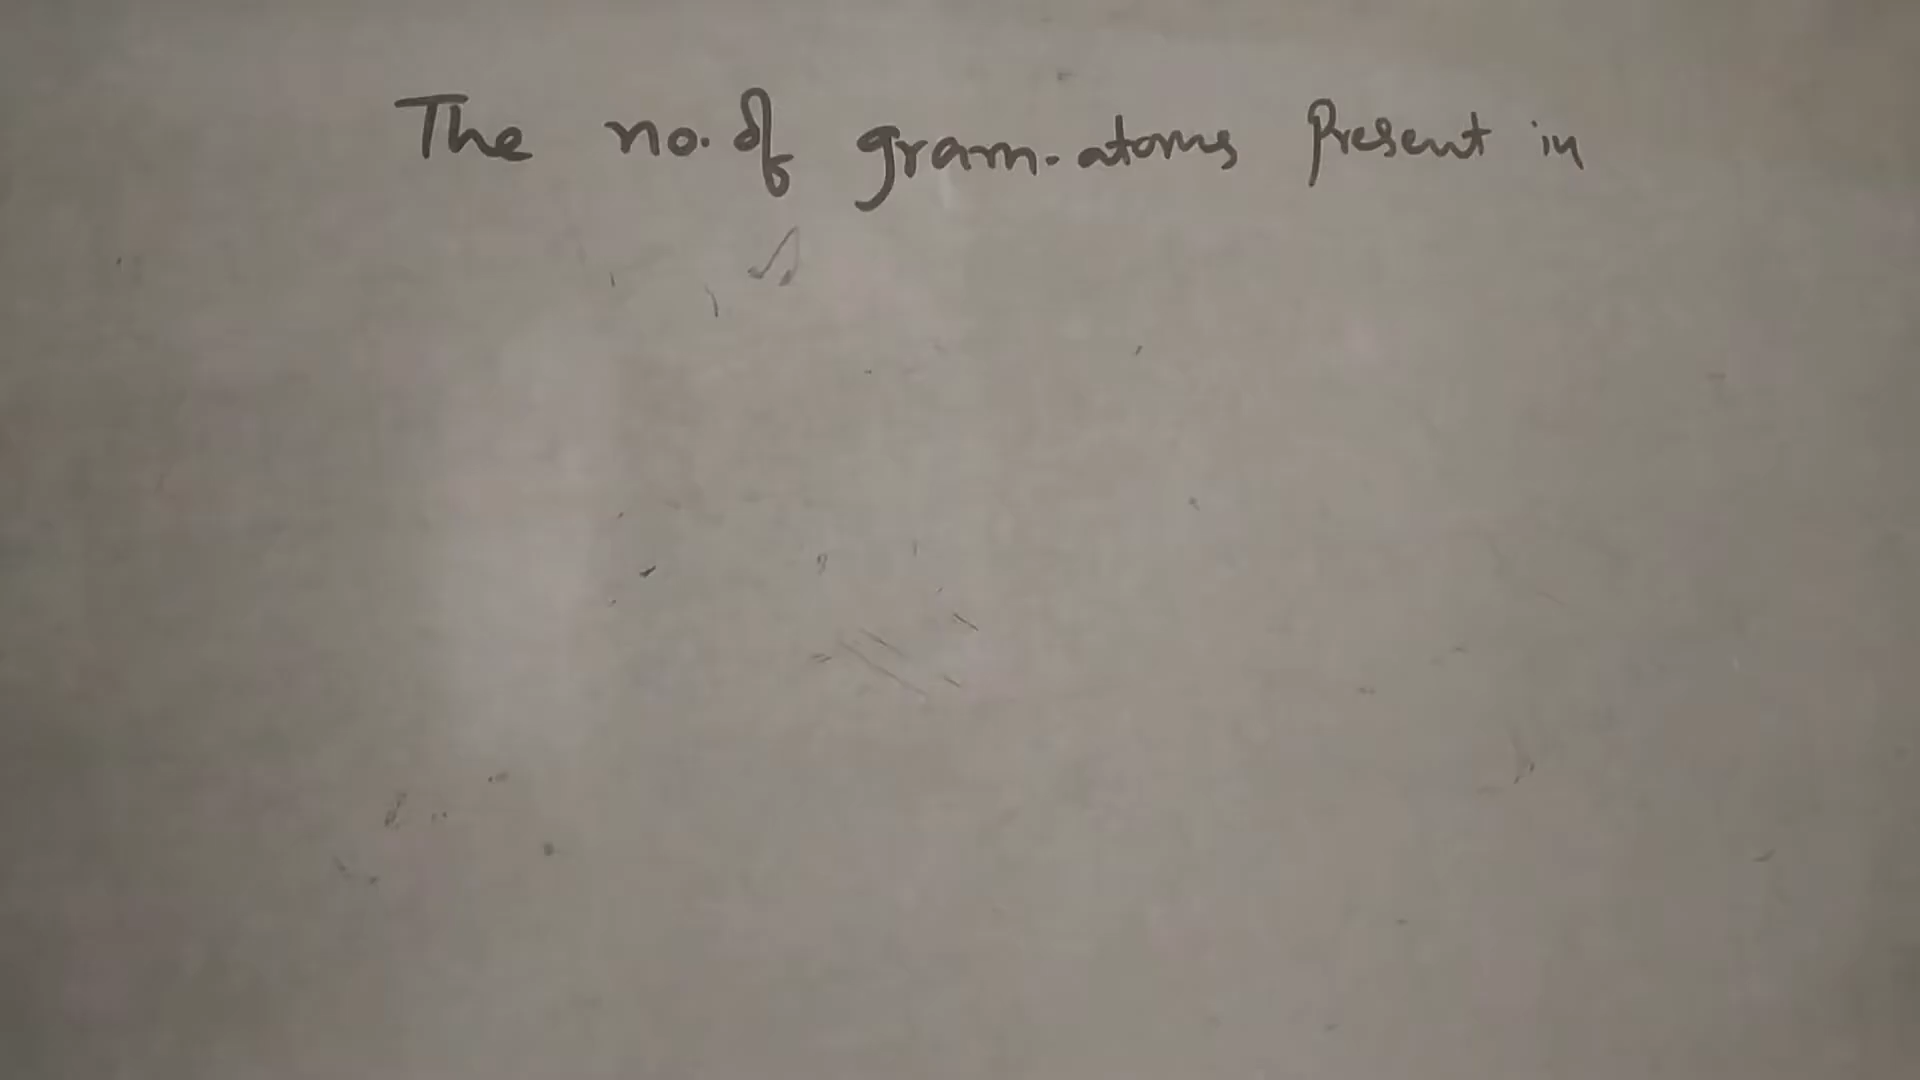 The no. of gram-atoms Present in